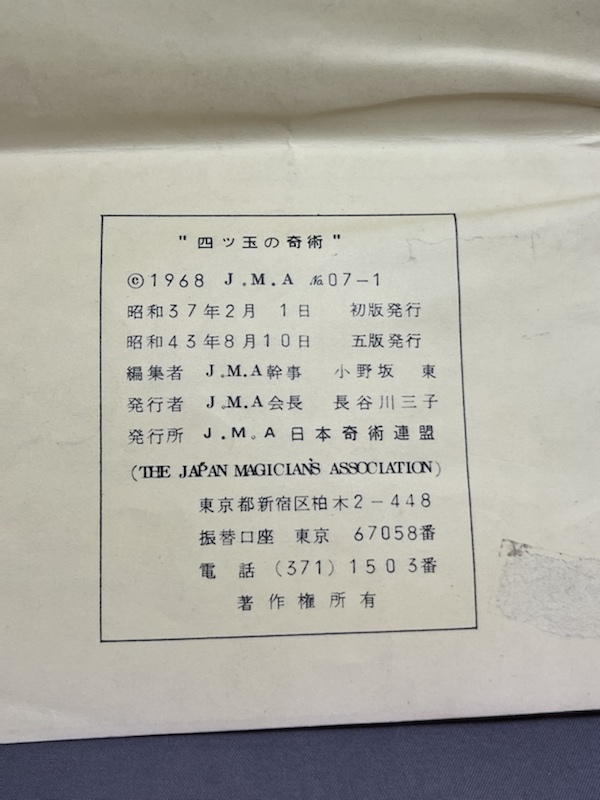 "四ッ玉の奇術"
©1968 J.M.A №07-1
昭和37年2月 1日 初版発行
昭和43年8月10日 五版発行
編集者 J.M.A幹事 小野坂 東
発行者 J.M.A会長 長谷川三子
発行所 J.M.A 日本奇術連盟
(THE JAPAN MAGICIAN'S ASSOCIATION)
東京都新宿区柏木2-448
振替口座 東京 67058番
電 話 (371)1503番
著作権所有